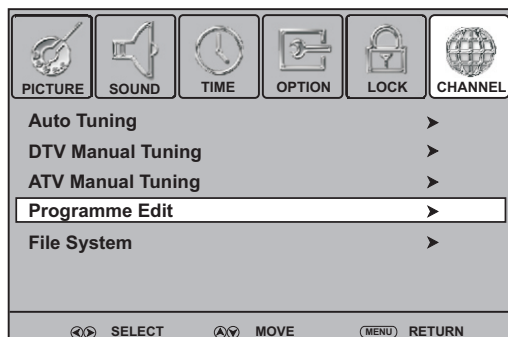 PICTURE SOUND TIME OPTION LOCK CHANNEL
Auto Tuning
DTV Manual Tuning
ATV Manual Tuning
Programme Edit
File System
SELECT MOVE MENU RETURN